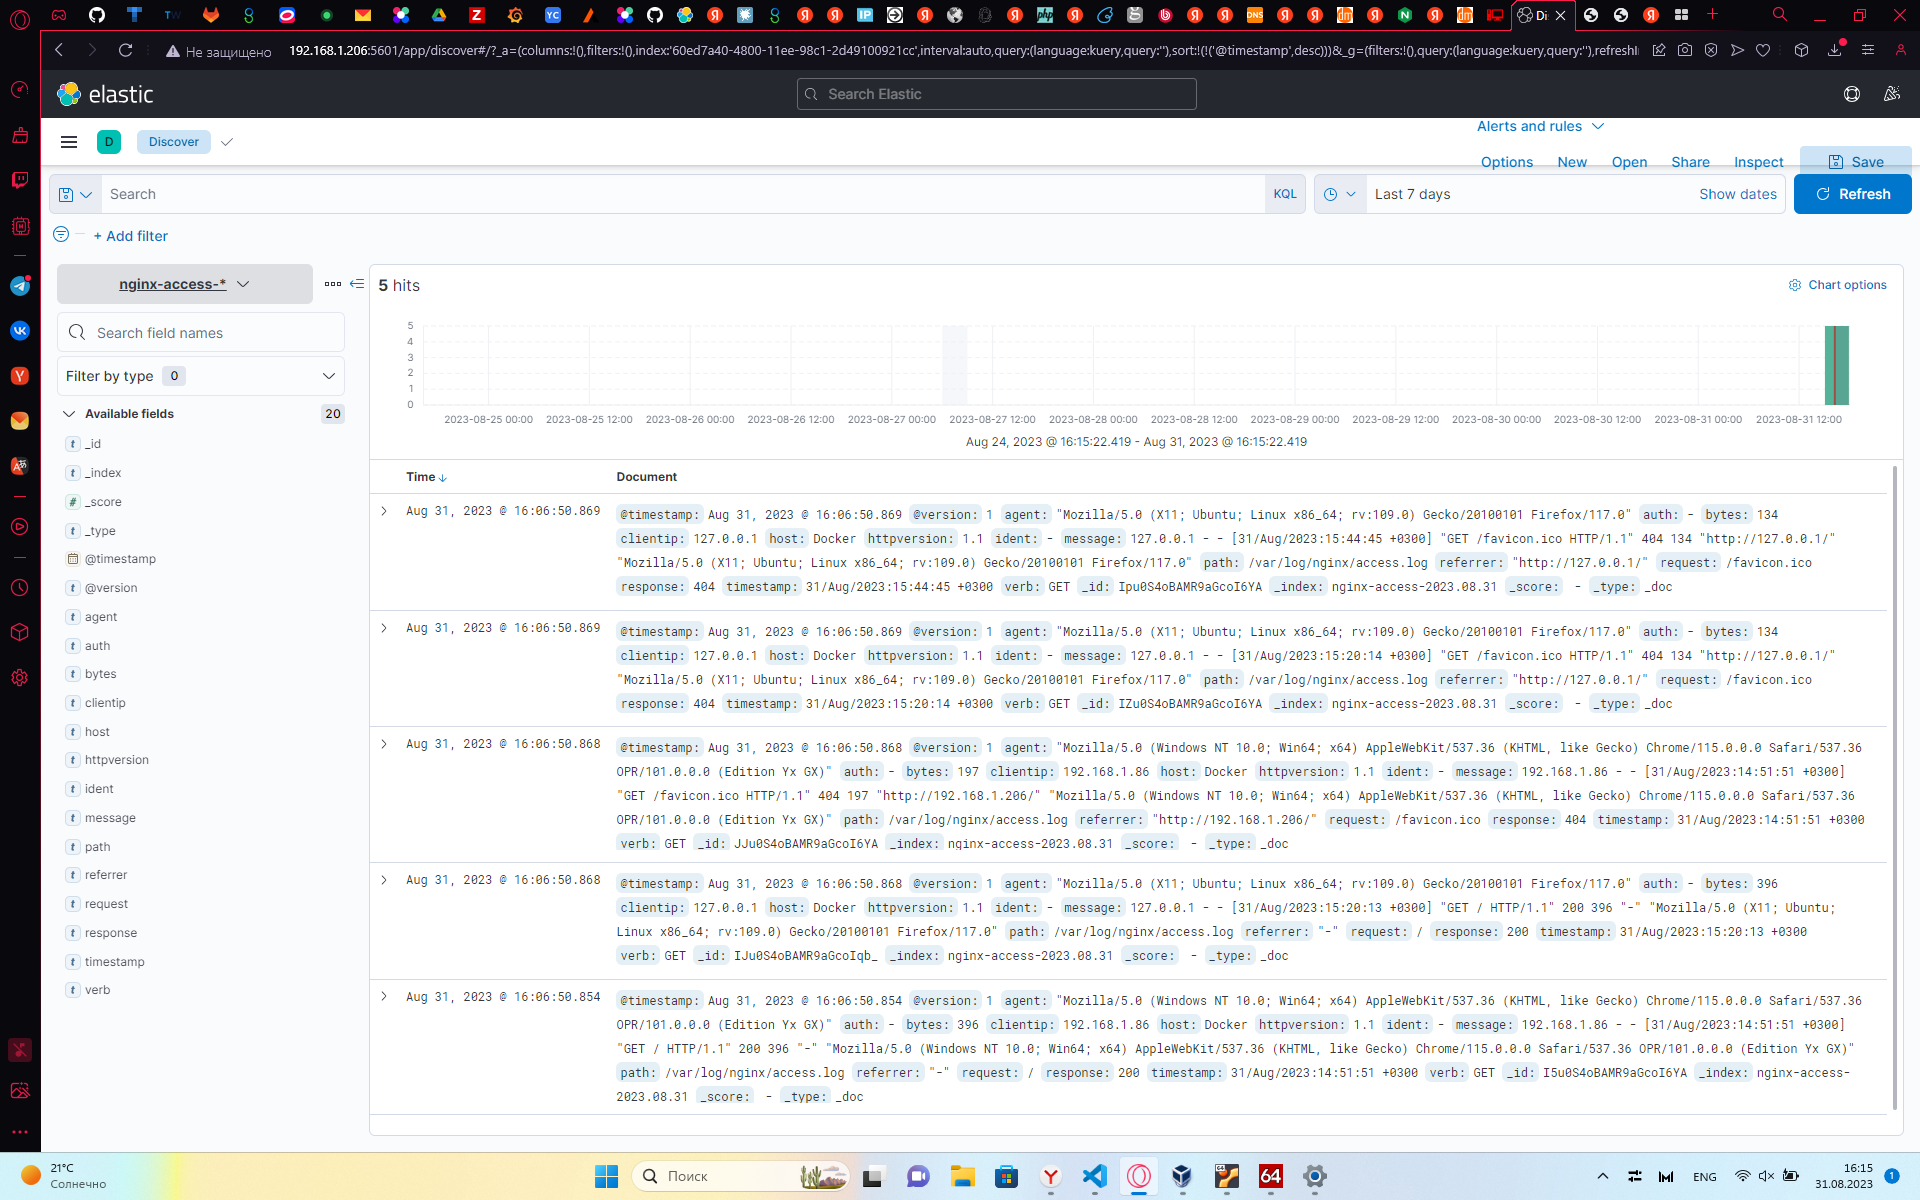 Не защищено
192.168.1.206:5601/app/discover#/?_a=(columns:!(),filters:!(),index:'60ed7a40-4800-11ee-98c1-2d49100921cc',interval:auto,query:(language:kuery,query:''),sort:!(!('@timestamp',desc)))&_g=(filters:!(),query:(language:kuery,query:''),refreshI
elastic
Search Elastic
D
Discover
Alerts and rules
Options New Open Share Inspect Save
Search
KQL
Last 7 days
Show dates
Refresh
+ Add filter
nginx-access-*
5 hits
Chart options
Search field names
Filter by type 0
Available fields 20
_id
_index
_score
_type
@timestamp
@version
agent
auth
bytes
clientip
host
httpversion
ident
message
path
referrer
request
response
timestamp
verb
5
4
3
2
1
0
2023-08-25 00:00 2023-08-25 12:00 2023-08-26 00:00 2023-08-26 12:00 2023-08-27 00:00 2023-08-27 12:00 2023-08-28 00:00 2023-08-28 12:00 2023-08-29 00:00 2023-08-29 12:00 2023-08-30 00:00 2023-08-30 12:00 2023-08-31 00:00 2023-08-31 12:00
Aug 24, 2023 @ 16:15:22.419 - Aug 31, 2023 @ 16:15:22.419
Time Document
Aug 31, 2023 @ 16:06:50.869
@timestamp: Aug 31, 2023 @ 16:06:50.869 @version: 1 agent: "Mozilla/5.0 (X11; Ubuntu; Linux x86_64; rv:109.0) Gecko/20100101 Firefox/117.0" auth: - bytes: 134
clientip: 127.0.0.1 host: Docker httpversion: 1.1 ident: - message: 127.0.0.1 - - [31/Aug/2023:15:44:45 +0300] "GET /favicon.ico HTTP/1.1" 404 134 "http://127.0.0.1/"
"Mozilla/5.0 (X11; Ubuntu; Linux x86_64; rv:109.0) Gecko/20100101 Firefox/117.0" path: /var/log/nginx/access.log referrer: "http://127.0.0.1/" request: /favicon.ico
response: 404 timestamp: 31/Aug/2023:15:44:45 +0300 verb: GET _id: Ipu0S4oBAMR9aGcoI6YA _index: nginx-access-2023.08.31 _score: - _type: _doc
Aug 31, 2023 @ 16:06:50.869
@timestamp: Aug 31, 2023 @ 16:06:50.869 @version: 1 agent: "Mozilla/5.0 (X11; Ubuntu; Linux x86_64; rv:109.0) Gecko/20100101 Firefox/117.0" auth: - bytes: 134
clientip: 127.0.0.1 host: Docker httpversion: 1.1 ident: - message: 127.0.0.1 - - [31/Aug/2023:15:20:14 +0300] "GET /favicon.ico HTTP/1.1" 404 134 "http://127.0.0.1/"
"Mozilla/5.0 (X11; Ubuntu; Linux x86_64; rv:109.0) Gecko/20100101 Firefox/117.0" path: /var/log/nginx/access.log referrer: "http://127.0.0.1/" request: /favicon.ico
response: 404 timestamp: 31/Aug/2023:15:20:14 +0300 verb: GET _id: IZu0S4oBAMR9aGcoI6YA _index: nginx-access-2023.08.31 _score: - _type: _doc
Aug 31, 2023 @ 16:06:50.868
@timestamp: Aug 31, 2023 @ 16:06:50.868 @version: 1 agent: "Mozilla/5.0 (Windows NT 10.0; Win64; x64) AppleWebKit/537.36 (KHTML, like Gecko) Chrome/115.0.0.0 Safari/537.36
OPR/101.0.0.0 (Edition Yx GX)" auth: - bytes: 197 clientip: 192.168.1.86 host: Docker httpversion: 1.1 ident: - message: 192.168.1.86 - - [31/Aug/2023:14:51:51 +0300]
"GET /favicon.ico HTTP/1.1" 404 197 "http://192.168.1.206/" "Mozilla/5.0 (Windows NT 10.0; Win64; x64) AppleWebKit/537.36 (KHTML, like Gecko) Chrome/115.0.0.0 Safari/537.36
OPR/101.0.0.0 (Edition Yx GX)" path: /var/log/nginx/access.log referrer: "http://192.168.1.206/" request: /favicon.ico response: 404 timestamp: 31/Aug/2023:14:51:51 +0300
verb: GET _id: JJu0S4oBAMR9aGcoI6YA _index: nginx-access-2023.08.31 _score: - _type: _doc
Aug 31, 2023 @ 16:06:50.868
@timestamp: Aug 31, 2023 @ 16:06:50.868 @version: 1 agent: "Mozilla/5.0 (X11; Ubuntu; Linux x86_64; rv:109.0) Gecko/20100101 Firefox/117.0" auth: - bytes: 396
clientip: 127.0.0.1 host: Docker httpversion: 1.1 ident: - message: 127.0.0.1 - - [31/Aug/2023:15:20:13 +0300] "GET / HTTP/1.1" 200 396 "-" "Mozilla/5.0 (X11; Ubuntu;
Linux x86_64; rv:109.0) Gecko/20100101 Firefox/117.0" path: /var/log/nginx/access.log referrer: "-" request: / response: 200 timestamp: 31/Aug/2023:15:20:13 +0300
verb: GET _id: IJu0S4oBAMR9aGcoIqb_ _index: nginx-access-2023.08.31 _score: - _type: _doc
Aug 31, 2023 @ 16:06:50.854
@timestamp: Aug 31, 2023 @ 16:06:50.854 @version: 1 agent: "Mozilla/5.0 (Windows NT 10.0; Win64; x64) AppleWebKit/537.36 (KHTML, like Gecko) Chrome/115.0.0.0 Safari/537.36
OPR/101.0.0.0 (Edition Yx GX)" auth: - bytes: 396 clientip: 192.168.1.86 host: Docker httpversion: 1.1 ident: - message: 192.168.1.86 - - [31/Aug/2023:14:51:51 +0300]
"GET / HTTP/1.1" 200 396 "-" "Mozilla/5.0 (Windows NT 10.0; Win64; x64) AppleWebKit/537.36 (KHTML, like Gecko) Chrome/115.0.0.0 Safari/537.36 OPR/101.0.0.0 (Edition Yx GX)"
path: /var/log/nginx/access.log referrer: "-" request: / response: 200 timestamp: 31/Aug/2023:14:51:51 +0300 verb: GET _id: I5u0S4oBAMR9aGcoI6YA _index: nginx-access-
2023.08.31 _score: - _type: _doc
21°C
Солнечно
Поиск
64
ENG
16:15
31.08.2023
1